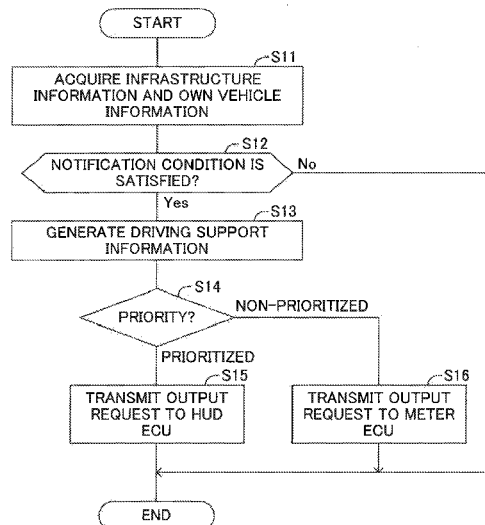 START
S11
ACQUIRE INFRASTRUCTURE
INFORMATION AND OWN VEHICLE
INFORMATION
S12
NOTIFICATION CONDITION IS
SATISFIED?
No
Yes
S13
GENERATE DRIVING SUPPORT
INFORMATION
S14
PRIORITY?
NON-PRIORITIZED
PRIORITIZED
S15
TRANSMIT OUTPUT
REQUEST TO HUD
ECU
S16
TRANSMIT OUTPUT
REQUEST TO METER
ECU
END